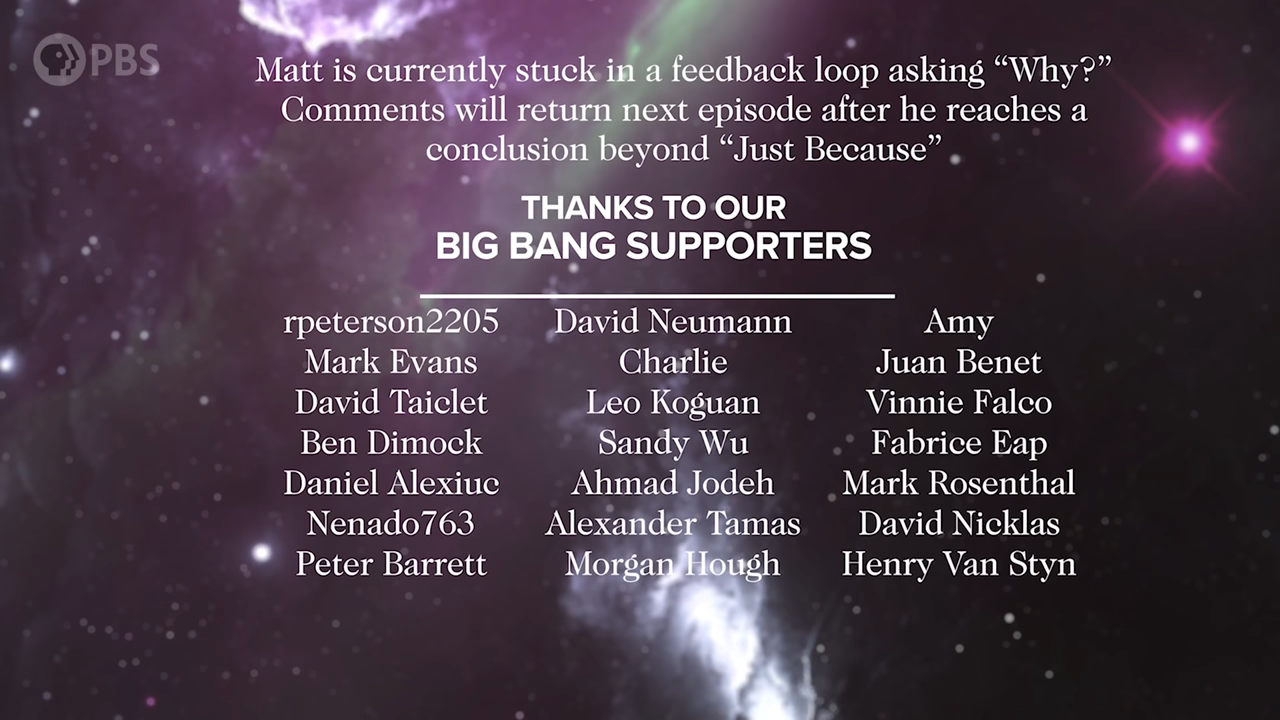 PBS
Matt is currently stuck in a feedback loop asking “Why?”
Comments will return next episode after he reaches a
conclusion beyond “Just Because”
THANKS TO OUR
BIG BANG SUPPORTERS
rpeterson2205 David Neumann Amy
Mark Evans Charlie Juan Benet
David Taiclet Leo Koguan Vinnie Falco
Ben Dimock Sandy Wu Fabrice Eap
Daniel Alexiuc Ahmad Jodeh Mark Rosenthal
Nenado763 Alexander Tamas David Nicklas
Peter Barrett Morgan Hough Henry Van Styn